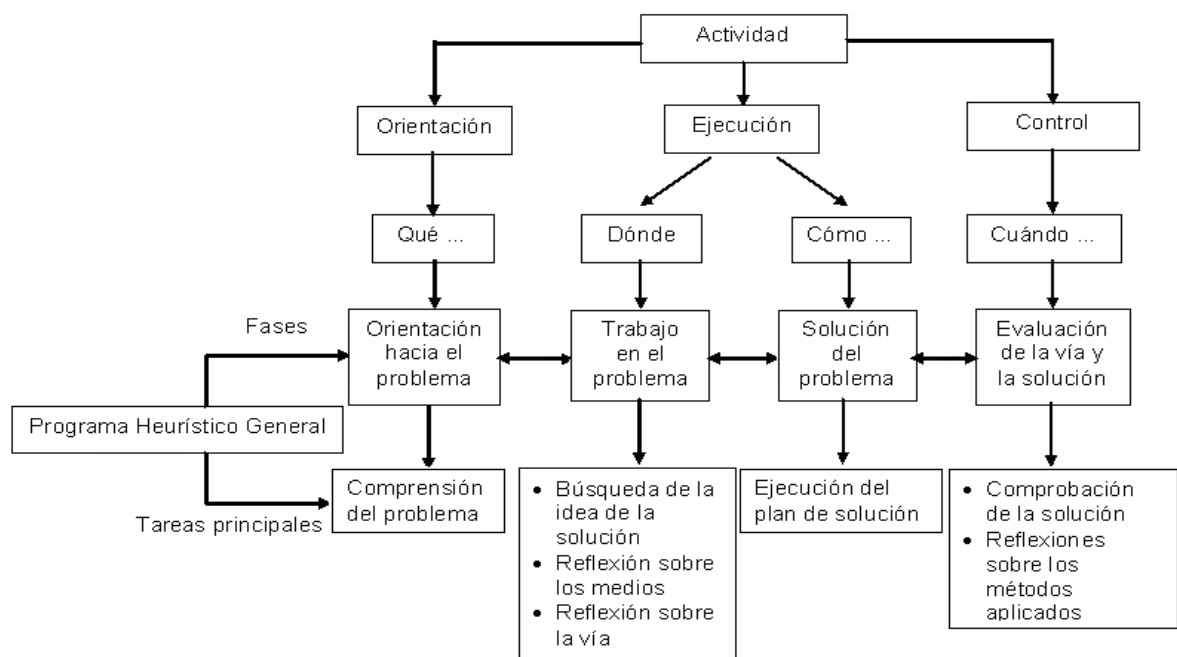 Actividad
Orientación
Ejecución
Control
Qué ...
Dónde
Cómo ...
Cuándo ...
Fases
Orientación
hacia el
problema
Trabajo
en el
problema
Solución
del
problema
Evaluación
de la vía y
la solución
Programa Heurístico General
Tareas principales
Comprensión
del problema
• Búsqueda de la
idea de la
solución
• Reflexión sobre
los medios
• Reflexión sobre
la vía
Ejecución del
plan de solución
• Comprobación
de la solución
• Reflexiones
sobre los
métodos
aplicados